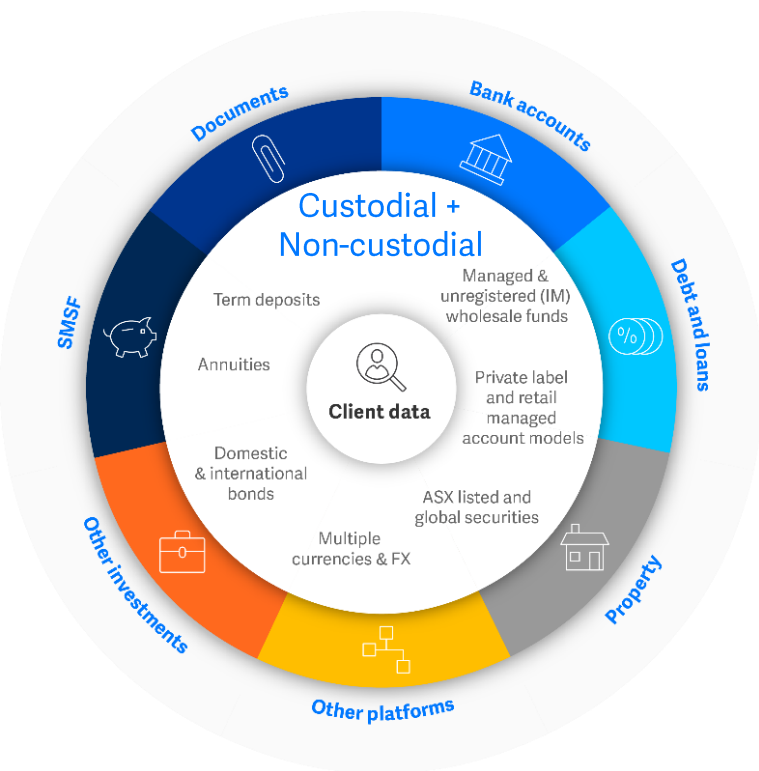 Documents
Bank accounts
Custodial +
Non-custodial
Managed &
unregistered (IM)
wholesale funds
Term deposits
SMSF
Debt and loans
%
Annuities
Client data
Private label
and retail
managed
account models
Domestic
& international
bonds
ASX listed and
global securities
Multiple
currencies & FX
Other investments
Property
Other platforms